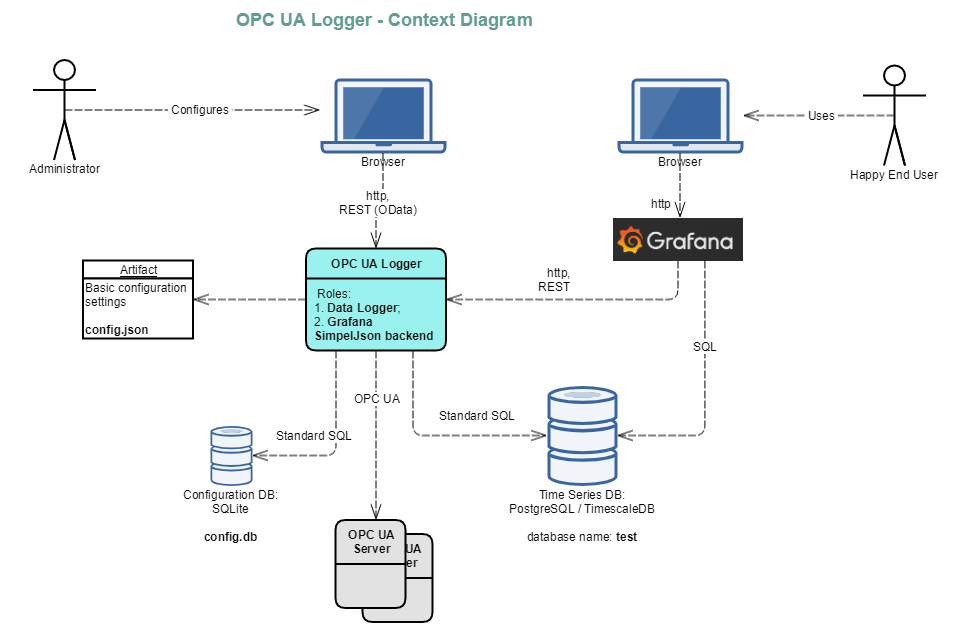 OPC UA Logger - Context Diagram
Configures
Uses
Administrator
Browser
Browser
Happy End User
http,
REST (OData)
http
Grafana
OPC UA Logger
Roles:
1. Data Logger;
2. Grafana
SimpelJson backend
Artifact
Basic configuration
settings
config.json
http,
REST
SQL
OPC UA
Standard SQL
Standard SQL
Configuration DB:
SQLite
config.db
Time Series DB:
PostgreSQL / TimescaleDB
database name: test
OPC UA
Server
UA
er